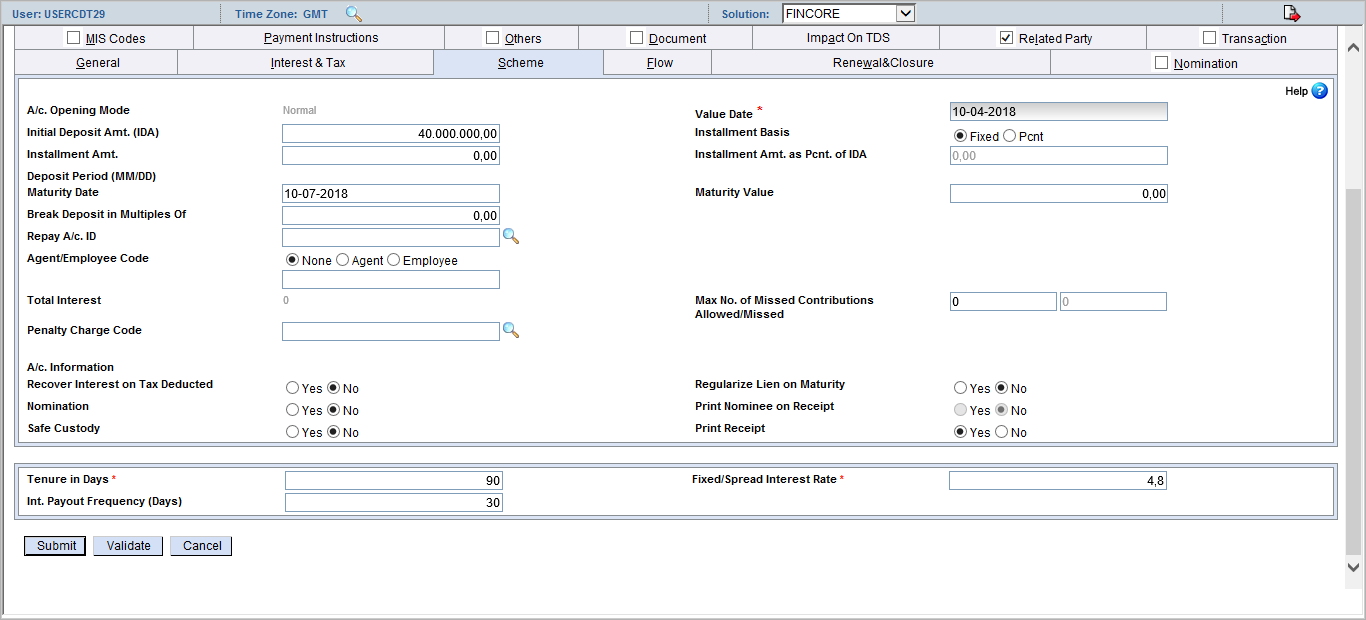 User: USERCDT29 Time Zone: GMT Solution: FINCORE
MIS Codes Payment Instructions Others Document Impact On TDS Related Party Transaction
General Interest & Tax Scheme Flow Renewal&Closure Nomination
Help ?
A/c. Opening Mode Normal Value Date * 10-04-2018
Initial Deposit Amt. (IDA) 40.000.000,00 Installment Basis Fixed Pcnt
Installment Amt. 0,00 Installment Amt. as Pcnt. of IDA 0,00
Deposit Period (MM/DD)
Maturity Date 10-07-2018 Maturity Value 0,00
Break Deposit in Multiples Of 0,00
Repay A/c. ID
Agent/Employee Code None Agent Employee
Total Interest 0 Max No. of Missed Contributions 0 0
Allowed/Missed
Penalty Charge Code
A/c. Information
Recover Interest on Tax Deducted Yes No Regularize Lien on Maturity Yes No
Nomination Yes No Print Nominee on Receipt Yes No
Safe Custody Yes No Print Receipt Yes No
Tenure in Days * 90 Fixed/Spread Interest Rate * 4,8
Int. Payout Frequency (Days) 30
Submit Validate Cancel